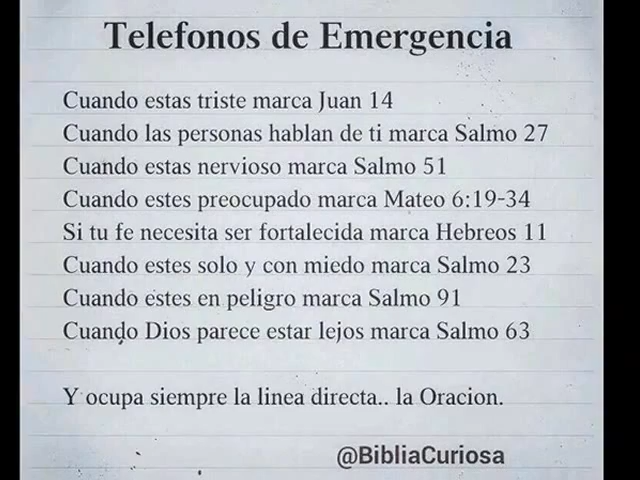 Telefonos de Emergencia
Cuando estas triste marca Juan 14
Cuando las personas hablan de ti marca Salmo 27
Cuando estas nervioso marca Salmo 51
Cuando estes preocupado marca Mateo 6:19-34
Si tu fe necesita ser fortalecida marca Hebreos 11
Cuando estes solo y con miedo marca Salmo 23
Cuando estes en peligro marca Salmo 91
Cuando Dios parece estar lejos marca Salmo 63
Y ocupa siempre la linea directa.. la Oracion.
@BibliaCuriosa